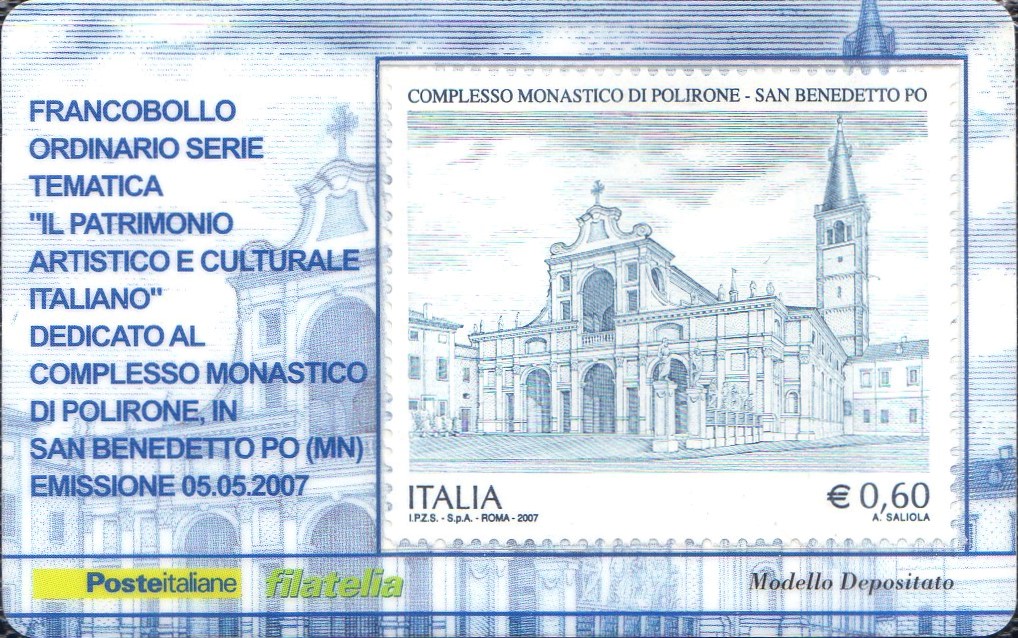 FRANCOBOLLO
ORDINARIO SERIE
TEMATICA
"IL PATRIMONIO
ARTISTICO E CULTURALE
ITALIANO"
DEDICATO AL
COMPLESSO MONASTICO
DI POLIRONE, IN
SAN BENEDETTO PO (MN)
EMISSIONE 05.05.2007
COMPLESSO MONASTICO DI POLIRONE - SAN BENEDETTO PO
ITALIA
€ 0,60
I.P.Z.S. - S.p.A. - ROMA - 2007
A. SALIOLA
Posteitaliane
filatelia
Modello Depositato